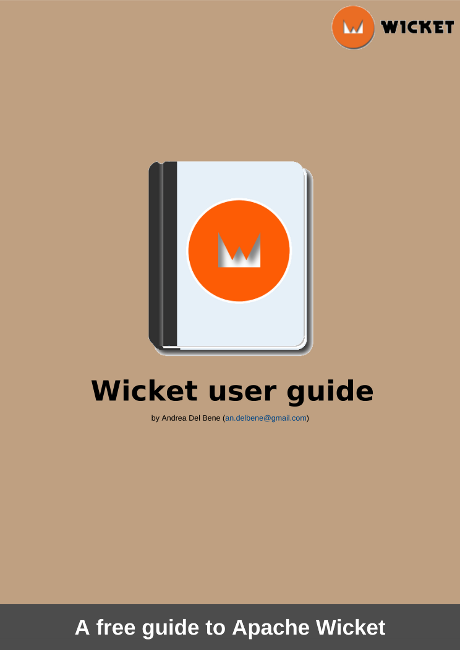 WICKET
Wicket user guide
by Andrea Del Bene (an.delbene@gmail.com)
A free guide to Apache Wicket